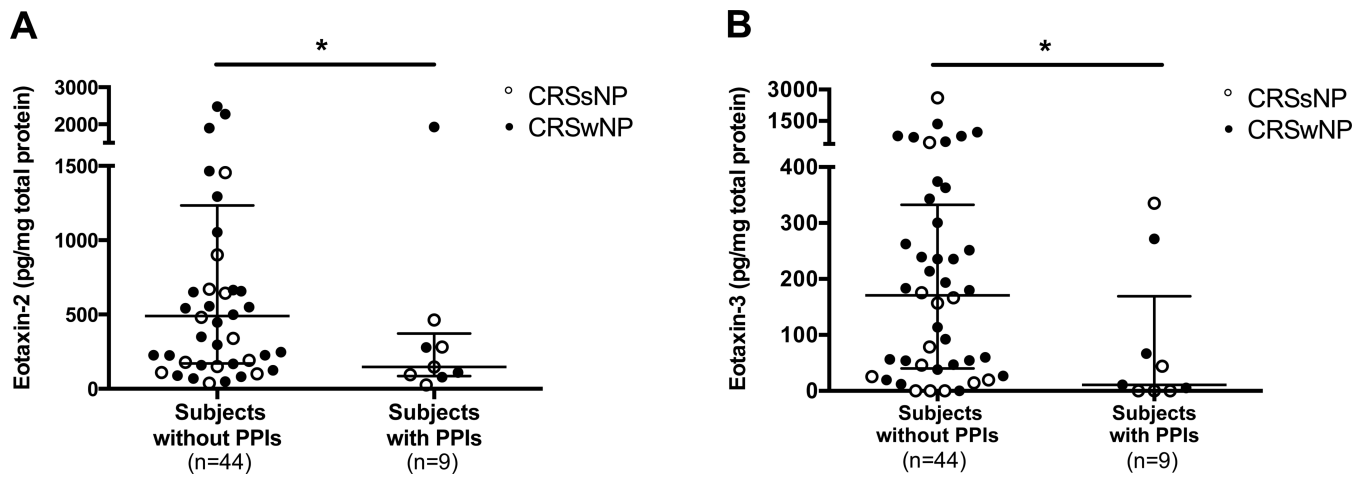 A
*
Eotaxin-2 (pg/mg total protein)
3000
2000
1500
1000
500
0
CRSsNP
CRSwNP
Subjects
without PPIs
(n=44)
Subjects
with PPIs
(n=9)
B
*
Eotaxin-3 (pg/mg total protein)
3000
1500
400
300
200
100
0
CRSsNP
CRSwNP
Subjects
without PPIs
(n=44)
Subjects
with PPIs
(n=9)